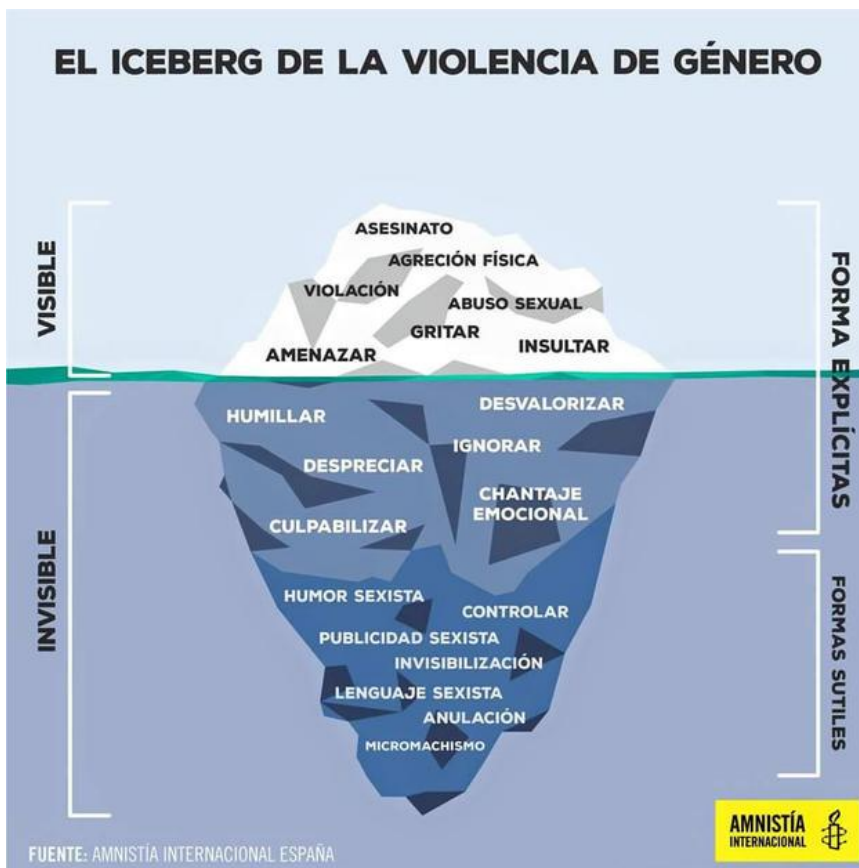 EL ICEBERG DE LA VIOLENCIA DE GÉNERO
VISIBLE
ASESINATO
AGRECIÓN FÍSICA
VIOLACIÓN
ABUSO SEXUAL
GRITAR
AMENAZAR
INSULTAR
FORMA EXPLÍCITAS
INVISIBLE
HUMILLAR
DESVALORIZAR
IGNORAR
DESPRECIAR
CHANTAJE
EMOCIONAL
CULPABILIZAR
HUMOR SEXISTA
CONTROLAR
PUBLICIDAD SEXISTA
INVISIBILIZACIÓN
LENGUAJE SEXISTA
ANULACIÓN
MICROMACHISMO
FORMAS SUTILES
AMNISTÍA
INTERNACIONAL
FUENTE: AMNISTÍA INTERNACIONAL ESPAÑA